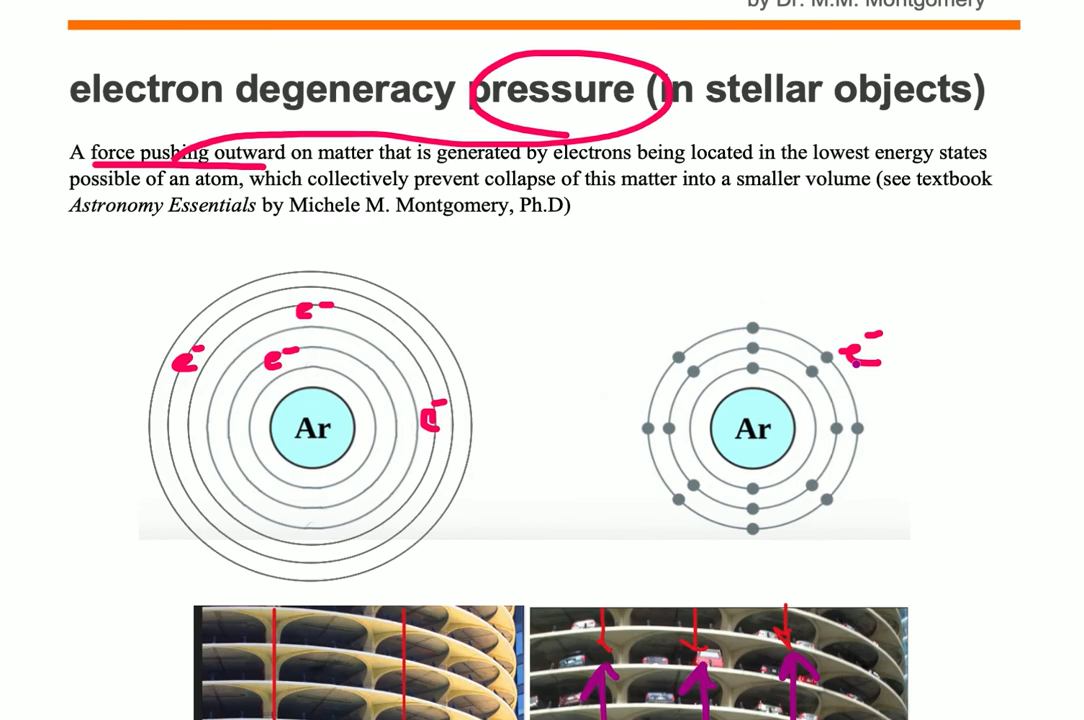 by Dr. M.M. Montgomery
electron degeneracy pressure (in stellar objects)
A force pushing outward on matter that is generated by electrons being located in the lowest energy states
possible of an atom, which collectively prevent collapse of this matter into a smaller volume (see textbook
Astronomy Essentials by Michele M. Montgomery, Ph.D)
e-
e-
e-
e-
e-
Ar
Ar